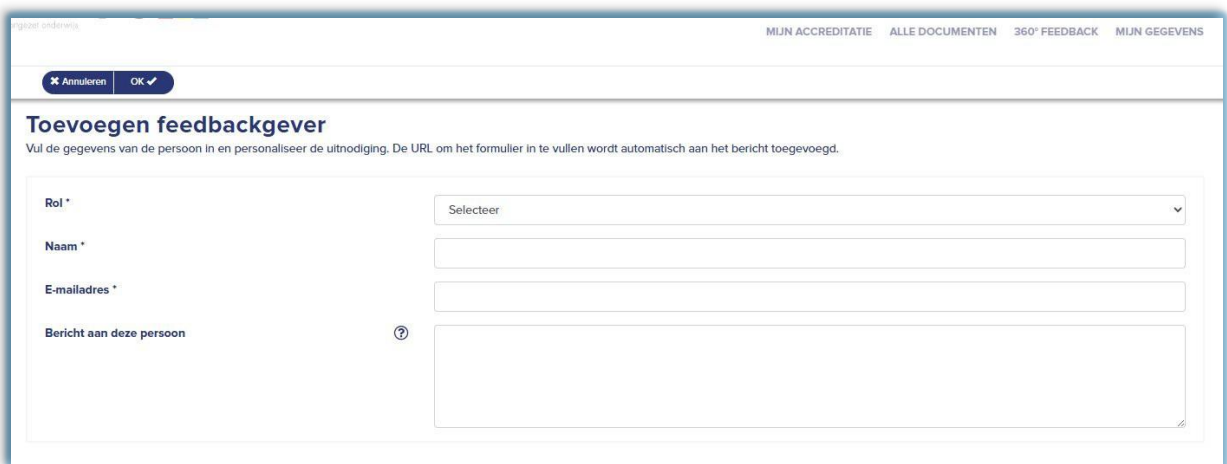 angezet onderwijs
MIJN ACCREDITATIE ALLE DOCUMENTEN 360° FEEDBACK MIJN GEGEVENS
Annuleren OK
Toevoegen feedbackgever
Vul de gegevens van de persoon in en personaliseer de uitnodiging. De URL om het formulier in te vullen wordt automatisch aan het bericht toegevoegd.
Rol *
Selecteer
Naam *
E-mailadres *
Bericht aan deze persoon ?